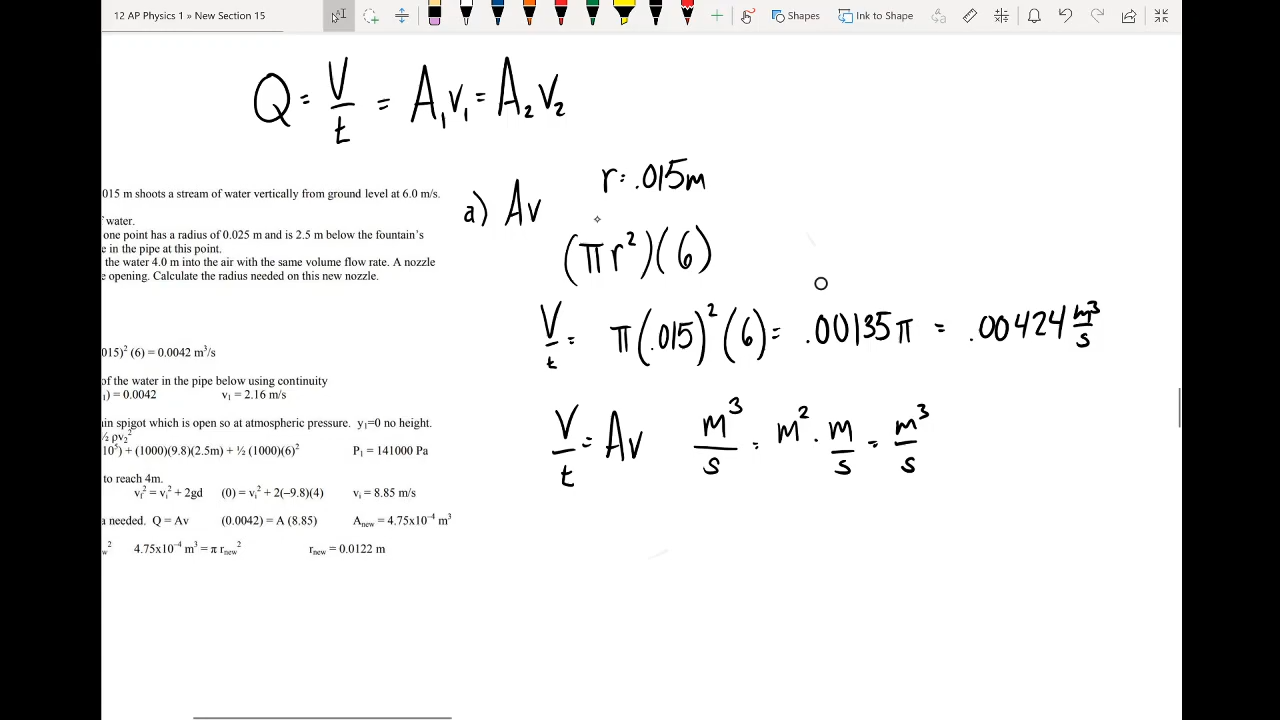 12 AP Physics 1 » New Section 15
Shapes
Ink to Shape
Q = V/t = A₁v₁ = A₂v₂
015 m shoots a stream of water vertically from ground level at 6.0 m/s.
water.
one point has a radius of 0.025 m and is 2.5 m below the fountain's
e in the pipe at this point.
the water 4.0 m into the air with the same volume flow rate. A nozzle
e opening. Calculate the radius needed on this new nozzle.
015)² (6) = 0.0042 m³/s
of the water in the pipe below using continuity
) = 0.0042 v₁ = 2.16 m/s
in spigot which is open so at atmospheric pressure. y₁=0 no height.
½ ρv₂²
10⁵) + (1000)(9.8)(2.5m) + ½ (1000)(6)² P₁ = 141000 Pa
to reach 4m.
vf² = vi² + 2gd (0) = vi² + 2(–9.8)(4) vi = 8.85 m/s
a needed. Q = Av (0.0042) = A (8.85) Anew = 4.75x10⁻⁴ m³
w² 4.75x10⁻⁴ m³ = π rnew² rnew = 0.0122 m
a) Av r = .015m
(πr²)(6)
V/t = π(.015)²(6) = .00135π = .00424 m³/s
V/t = Av m³/s = m² · m/s = m³/s